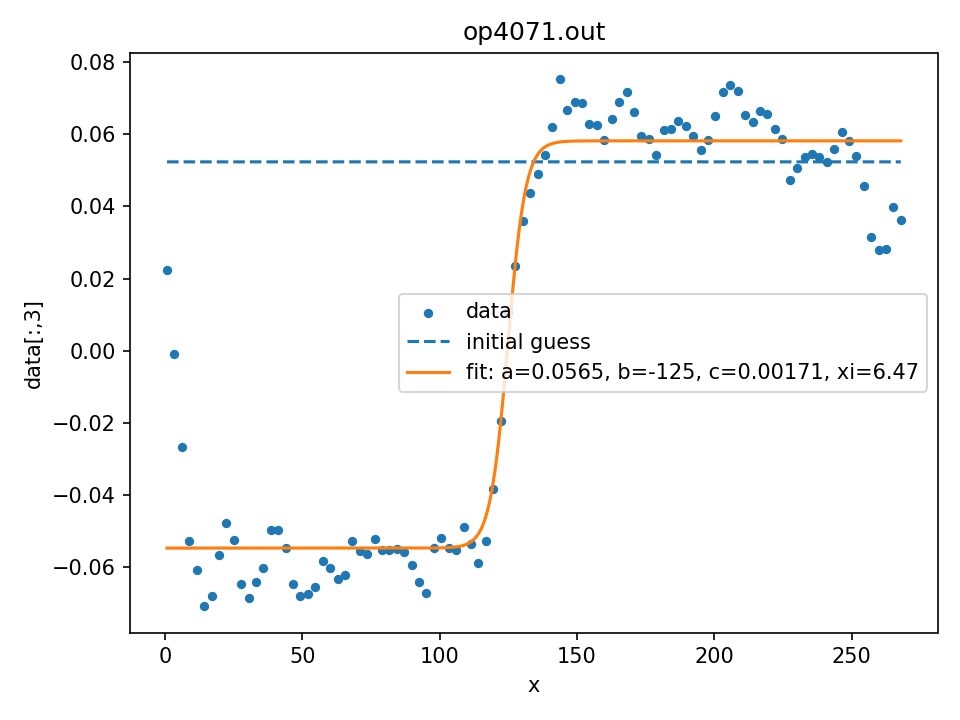 op4071.out
0.08
0.06
0.04
0.02
0.00
−0.02
−0.04
−0.06
data[:,3]
data
initial guess
fit: a=0.0565, b=-125, c=0.00171, xi=6.47
0 50 100 150 200 250
x